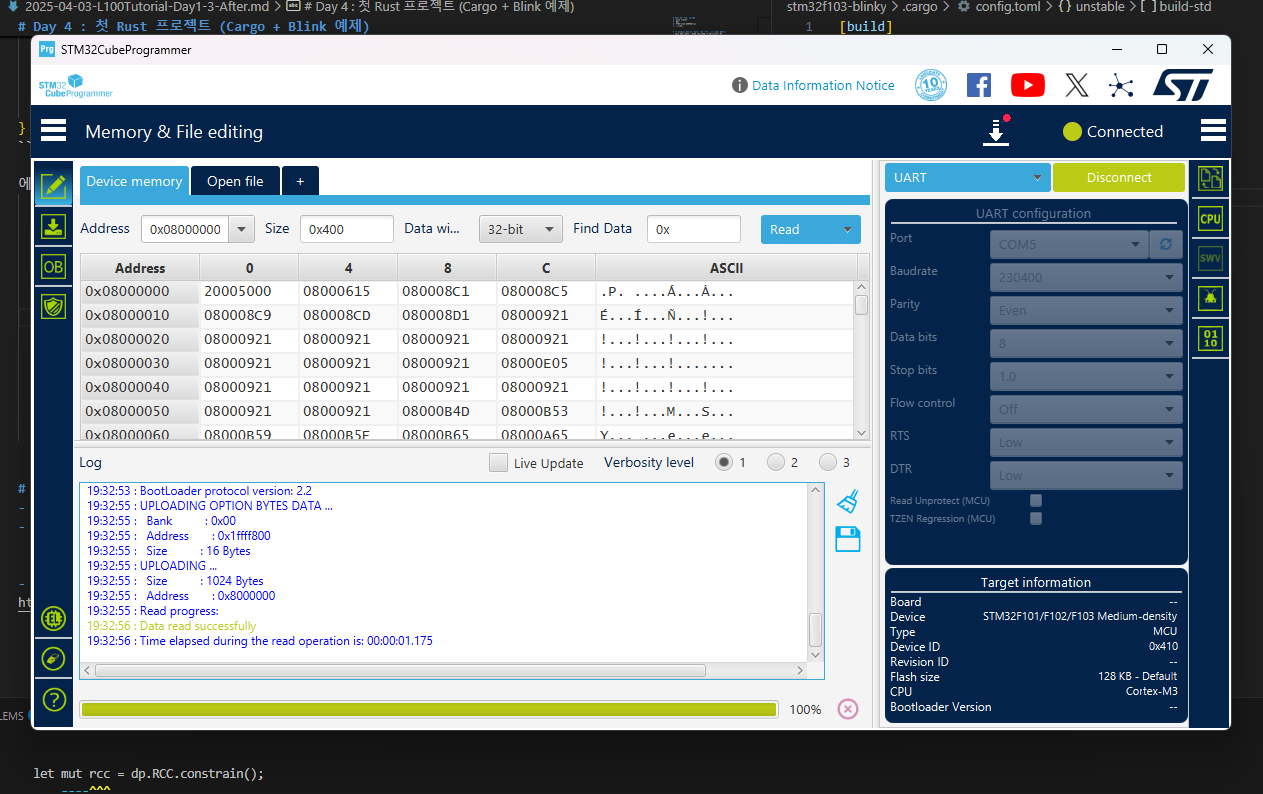 2025-04-03-L100Tutorial-Day1-3-After.md > # Day 4 : 첫 Rust 프로젝트 (Cargo + Blink 예제)
stm32f103-blinky > .cargo > config.toml > {} unstable > [ ] build-std
# Day 4 : 첫 Rust 프로젝트 (Cargo + Blink 예제)
1 [build]
Prg STM32CubeProgrammer
STM32
CubeProgrammer
Data Information Notice
10
ST
Memory & File editing
Connected
}
Device memory
Open file
+
UART
Disconnect
OB
CPU
SWV
01
10
Address 0x08000000 Size 0x400 Data wi... 32-bit Find Data 0x Read
Address 0 4 8 C ASCII
0x08000000 20005000 08000615 080008C1 080008C5 .P. ....Á...Å...
0x08000010 080008C9 080008CD 080008D1 08000921 É...Í...Ñ...!...
0x08000020 08000921 08000921 08000921 08000921 !...!...!...!...
0x08000030 08000921 08000921 08000921 08000E05 !...!...!.......
0x08000040 08000921 08000921 08000921 08000921 !...!...!...!...
0x08000050 08000921 08000921 08000B4D 08000B53 !...!...M...S...
0x08000060 08000B59 08000B5F 08000B65 08000A65 Y... ...e...e...
Log
Live Update Verbosity level 1 2 3
19:32:53 : BootLoader protocol version: 2.2
19:32:55 : UPLOADING OPTION BYTES DATA ...
19:32:55 : Bank : 0x00
19:32:55 : Address : 0x1ffff800
19:32:55 : Size : 16 Bytes
19:32:55 : UPLOADING ...
19:32:55 : Size : 1024 Bytes
19:32:55 : Address : 0x8000000
19:32:55 : Read progress:
19:32:56 : Data read successfully
19:32:56 : Time elapsed during the read operation is: 00:00:01.175
100%
UART configuration
Port COM5
Baudrate 230400
Parity Even
Data bits 8
Stop bits 1.0
Flow control Off
RTS Low
DTR Low
Read Unprotect (MCU)
TZEN Regression (MCU)
Target information
Board --
Device STM32F101/F102/F103 Medium-density
Type MCU
Device ID 0x410
Revision ID --
Flash size 128 KB - Default
CPU Cortex-M3
Bootloader Version --
#
-
-
-
ht
LEMS
let mut rcc = dp.RCC.constrain();
----^^^